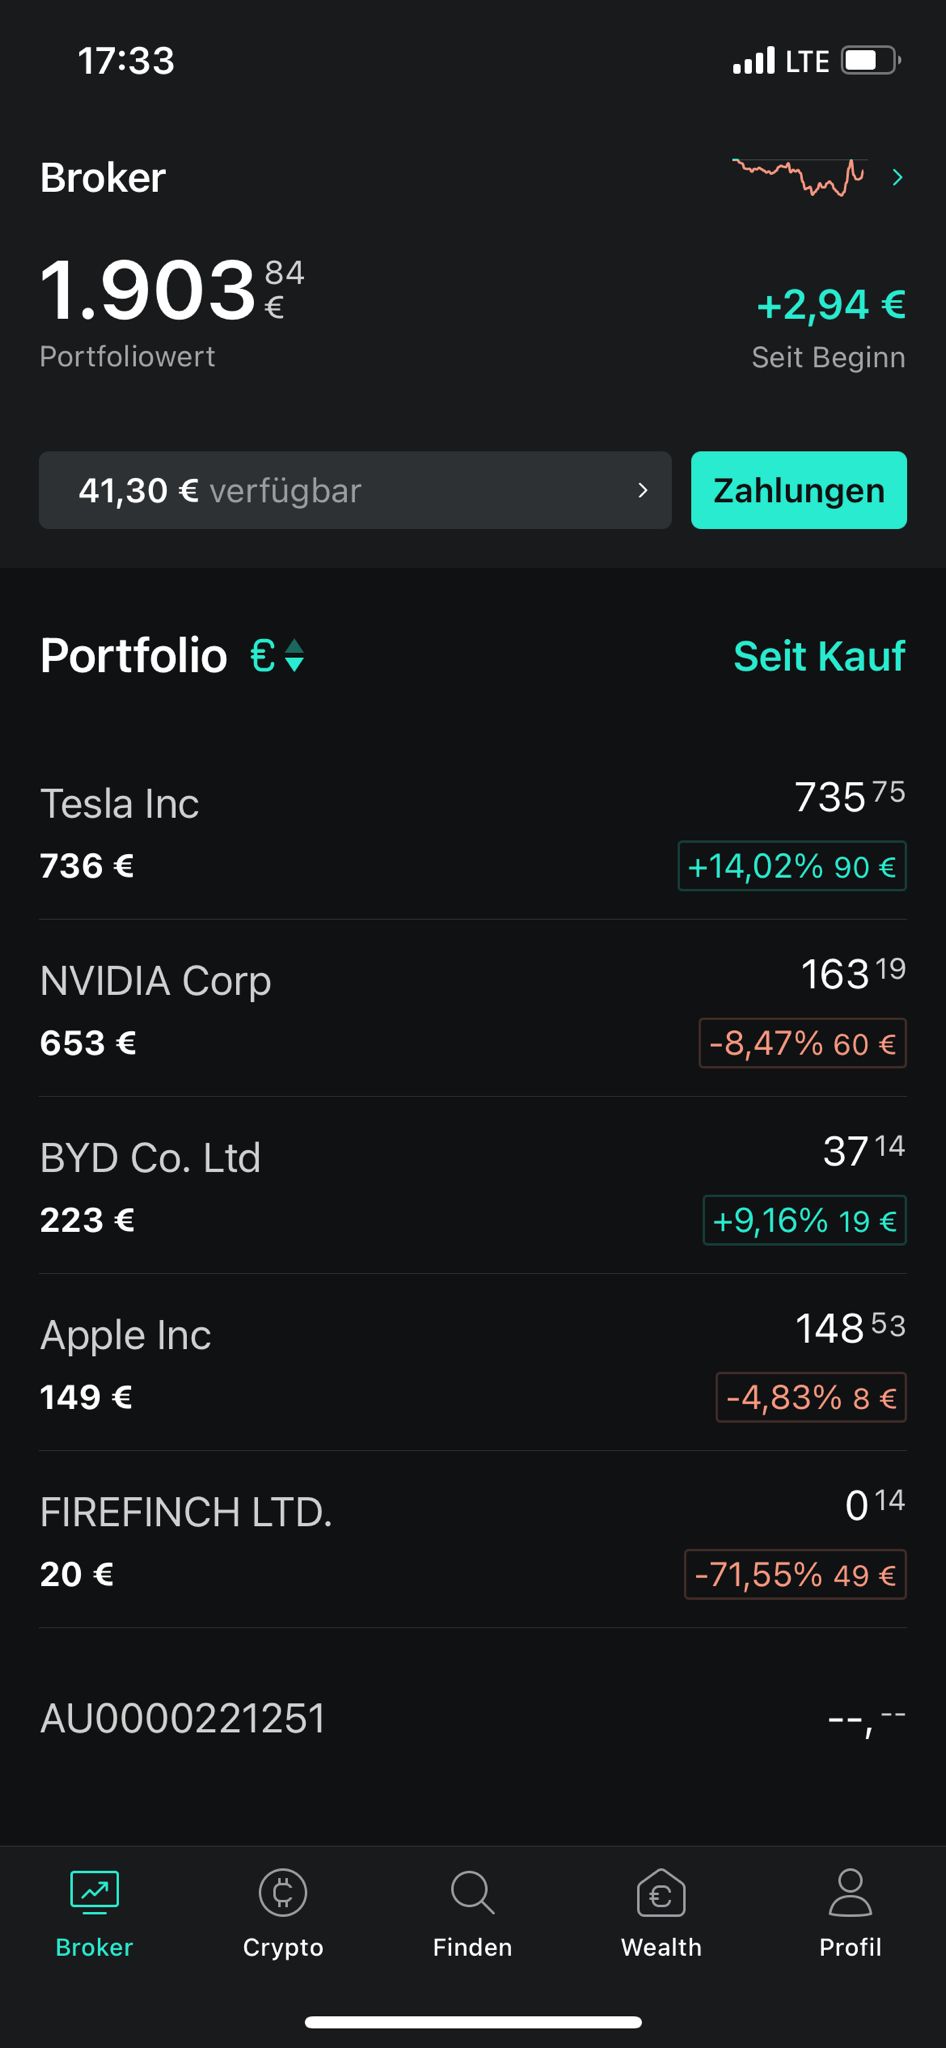 17:33 LTE
Broker
1.903 84 €
+2,94 €
Portfoliowert
Seit Beginn
41,30 € verfügbar
Zahlungen
Portfolio €
Seit Kauf
Tesla Inc
735 75
736 €
+14,02% 90 €
NVIDIA Corp
163 19
653 €
-8,47% 60 €
BYD Co. Ltd
37 14
223 €
+9,16% 19 €
Apple Inc
148 53
149 €
-4,83% 8 €
FIREFINCH LTD.
0 14
20 €
-71,55% 49 €
AU0000221251
--,--
Broker
Crypto
Finden
Wealth
Profil